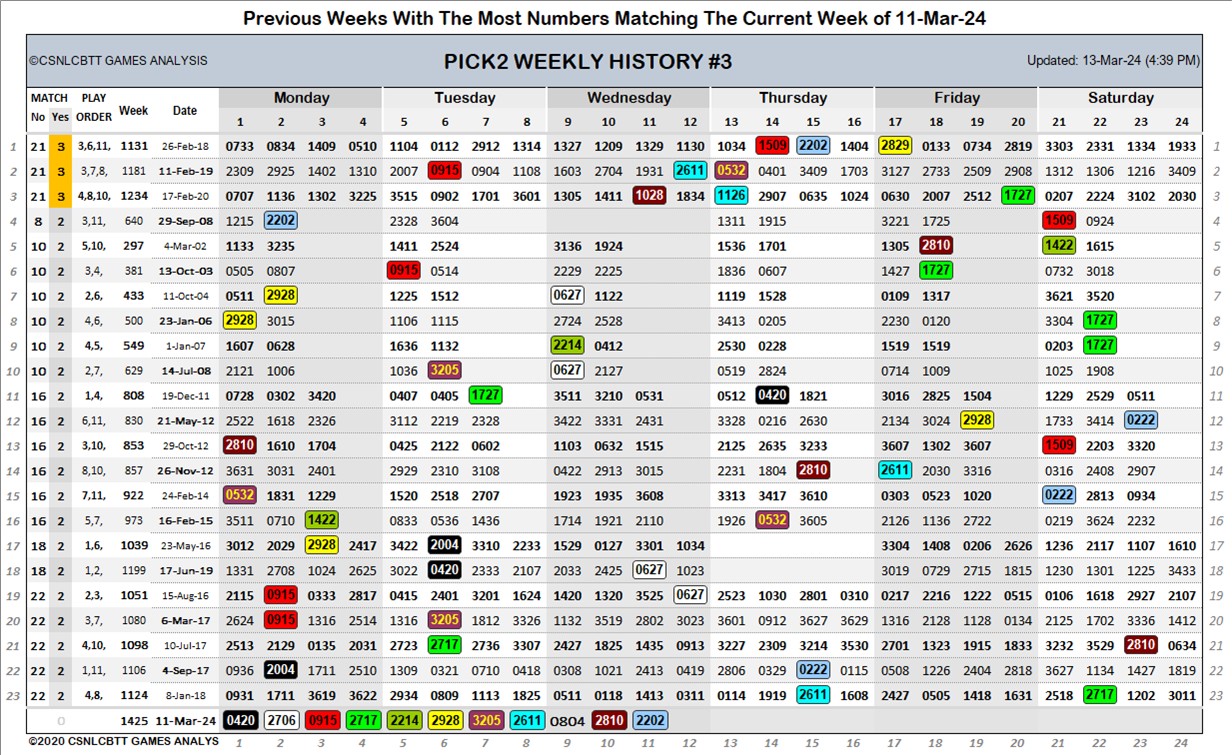 Previous Weeks With The Most Numbers Matching The Current Week of 11-Mar-24
©CSNLCBTT GAMES ANALYSIS PICK2 WEEKLY HISTORY #3 Updated: 13-Mar-24 (4:39 PM)
MATCH PLAY Week Date Monday Tuesday Wednesday Thursday Friday Saturday
No Yes ORDER 1 2 3 4 5 6 7 8 9 10 11 12 13 14 15 16 17 18 19 20 21 22 23 24
1 21 3 3,6,11, 1131 26-Feb-18 0733 0834 1409 0510 1104 0112 2912 1314 1327 1209 1329 1130 1034 1509 2202 1404 2829 0133 0734 2819 3303 2331 1334 1933 1
2 21 3 3,7,8, 1181 11-Feb-19 2309 2925 1402 1310 2007 0915 0904 1108 1603 2704 1931 2611 0532 0401 3409 1703 3127 2733 2509 2908 1312 1306 1216 3409 2
3 21 3 4,8,10, 1234 17-Feb-20 0707 1136 1307 3225 3515 0902 1701 3601 1305 1411 1028 1834 1126 2907 0635 1024 0630 2007 0512 1727 0207 2224 3102 2030 3
4 8 2 3,11, 640 29-Sep-08 1215 2202 2328 3604 1311 1915 3221 1725 1509 0924 4
5 10 2 5,10, 297 4-Mar-02 1133 3235 1411 2524 3136 1924 1536 1701 1305 2810 1422 1615 5
6 10 2 3,4, 381 13-Oct-03 0505 0807 0915 0514 2229 2225 1836 0607 1427 1727 0732 3018 6
7 10 2 2,6, 433 11-Oct-04 0511 2928 1225 1512 0627 1122 1119 1528 0109 1317 3621 3520 7
8 10 2 4,6, 500 23-Jan-06 2928 3015 1106 1115 2724 2528 3413 0205 2230 0120 3304 1727 8
9 10 2 4,5, 549 1-Jan-07 1607 0628 1636 1132 2214 0412 2530 0228 1519 1519 0203 1727 9
10 10 2 2,7, 629 14-Jul-08 2121 1006 1036 3205 0627 2127 0519 2824 0714 1009 1025 1908 10
11 16 2 1,4, 808 19-Dec-11 0728 0302 3420 0407 0405 1727 3511 3210 0531 0512 0420 1821 3016 2825 1504 1229 2529 0511 11
12 16 2 6,11, 830 21-May-12 2522 1618 2326 3112 2219 2328 3422 3331 2431 3328 0216 2630 2134 3024 2928 1733 3414 0222 12
13 16 2 3,10, 853 29-Oct-12 2810 1610 1704 0425 2122 0602 1103 0632 1515 2125 2635 3233 3607 1302 3607 1509 2203 3320 13
14 16 2 8,10, 857 26-Nov-12 3631 3031 2401 2929 2310 3108 0422 2913 3015 2231 1804 2810 2611 2030 3316 0316 2408 2907 14
15 16 2 7,11, 922 24-Feb-14 0532 1831 1229 1520 2518 2707 1923 1935 3608 3313 3417 3610 0303 0523 1020 0222 2813 0934 15
16 16 2 5,7, 973 16-Feb-15 3511 0710 1422 0833 0536 1436 1714 1921 2110 1926 0532 3605 2126 1136 2722 0219 3624 2232 16
17 18 2 1,6, 1039 23-May-16 3012 2029 2928 2417 3422 2004 3310 2233 1529 0127 3301 1034 3304 1408 0206 2626 1236 2117 1107 1610 17
18 18 2 1,2, 1199 17-Jun-19 1331 2708 1024 2625 3022 0420 2333 2107 2033 2425 0627 1023 3019 0729 2715 1815 1230 1301 1225 3433 18
19 22 2 2,3, 1051 15-Aug-16 2115 0915 0333 2817 0415 2401 3201 1624 1420 1320 3525 0627 2523 1030 2801 0310 0217 2216 1222 0515 0106 1618 2927 2107 19
20 22 2 3,7, 1080 6-Mar-17 2624 0915 1316 2514 1316 3205 1812 3326 1132 3519 2802 3023 3601 0912 3627 3629 1316 2128 1128 0134 2125 1702 3336 1412 20
21 22 2 4,10, 1098 10-Jul-17 2513 2129 0135 2031 2723 2717 2736 3307 2427 1825 1435 0913 2227 2309 3214 3530 2701 1323 1915 1833 3232 3529 2810 0634 21
22 22 2 1,11, 1106 4-Sep-17 0936 2004 1711 2510 1309 0321 0710 0418 0308 1021 2413 0419 2806 0329 0222 0115 0508 1226 2404 2818 3627 1134 1427 1819 22
23 22 2 4,8, 1124 8-Jan-18 0931 1711 3619 3622 0234 0809 1113 1825 0511 0118 1413 0311 0114 1919 2611 1608 2427 0505 1418 1631 2518 2717 1202 3011 23
0 1425 11-Mar-24 0420 2706 0915 2717 2214 2928 3205 2611 0804 2810 2202
©2020 CSNLCBTT GAMES ANALYS 1 2 3 4 5 6 7 8 9 10 11 12 13 14 15 16 17 18 19 20 21 22 23 24